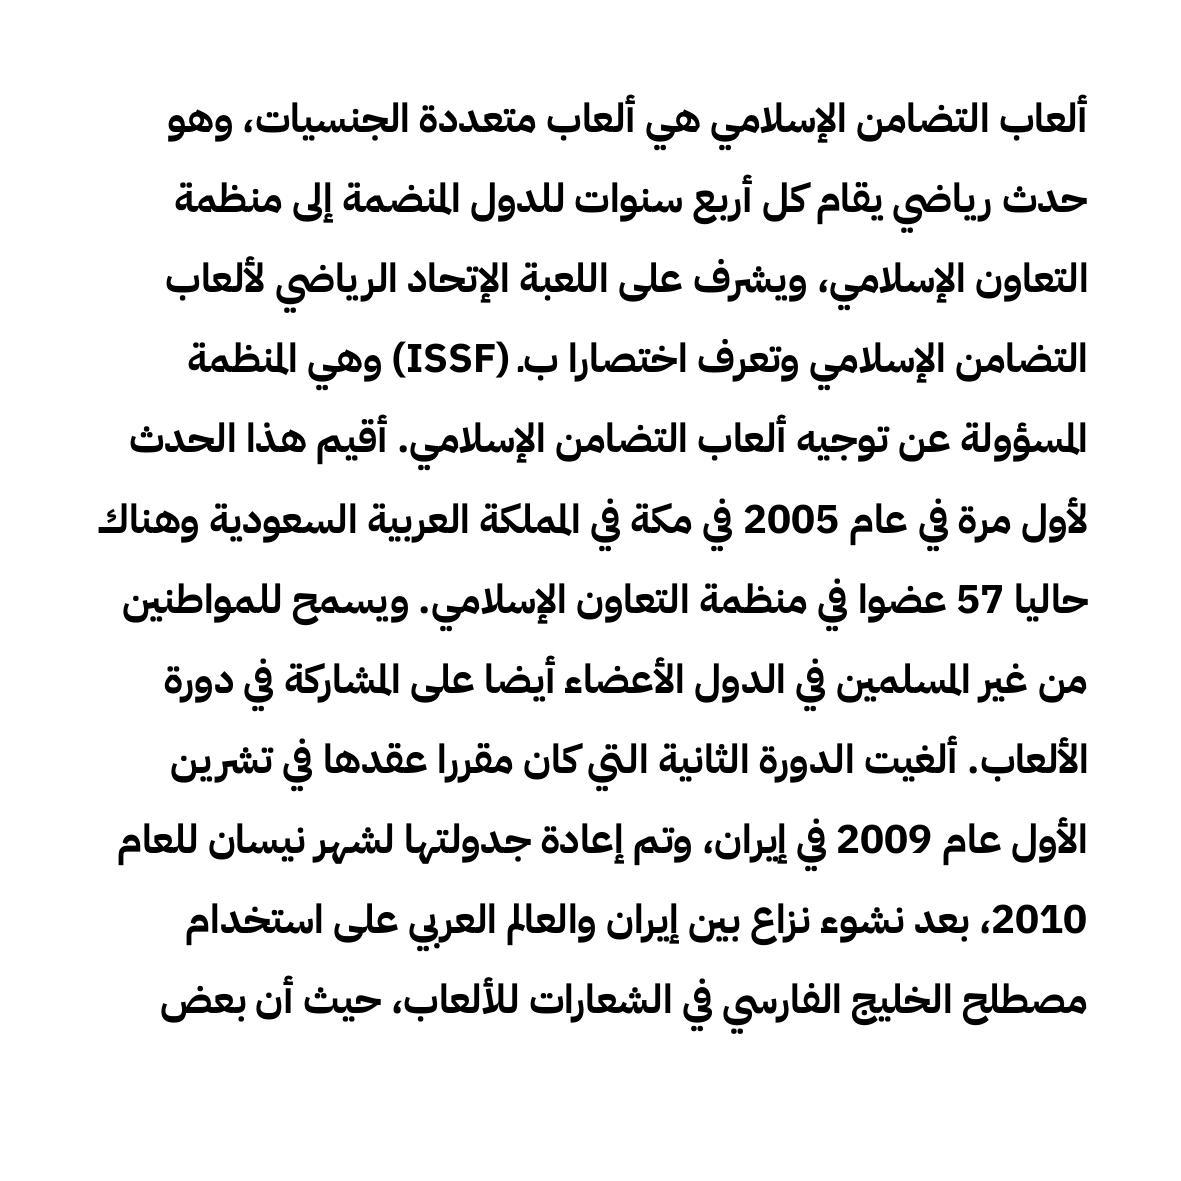 ألعاب التضامن الإسلامي هي ألعاب متعددة الجنسيات، وهو
حدث رياضي يقام كل أربع سنوات للدول المنضمة إلى منظمة
التعاون الإسلامي، ويشرف على اللعبة الإتحاد الرياضي لألعاب
التضامن الإسلامي وتعرف اختصارا ب. (ISSF) وهي المنظمة
المسؤولة عن توجيه ألعاب التضامن الإسلامي. أقيم هذا الحدث
لأول مرة في عام 2005 في مكة في المملكة العربية السعودية وهناك
حاليا 57 عضوا في منظمة التعاون الإسلامي. ويسمح للمواطنين
من غير المسلمين في الدول الأعضاء أيضا على المشاركة في دورة
الألعاب. ألغيت الدورة الثانية التي كان مقررا عقدها في تشرين
الأول عام 2009 في إيران، وتم إعادة جدولتها لشهر نيسان للعام
2010، بعد نشوء نزاع بين إيران والعالم العربي على استخدام
مصطلح الخليج الفارسي في الشعارات للألعاب، حيث أن بعض